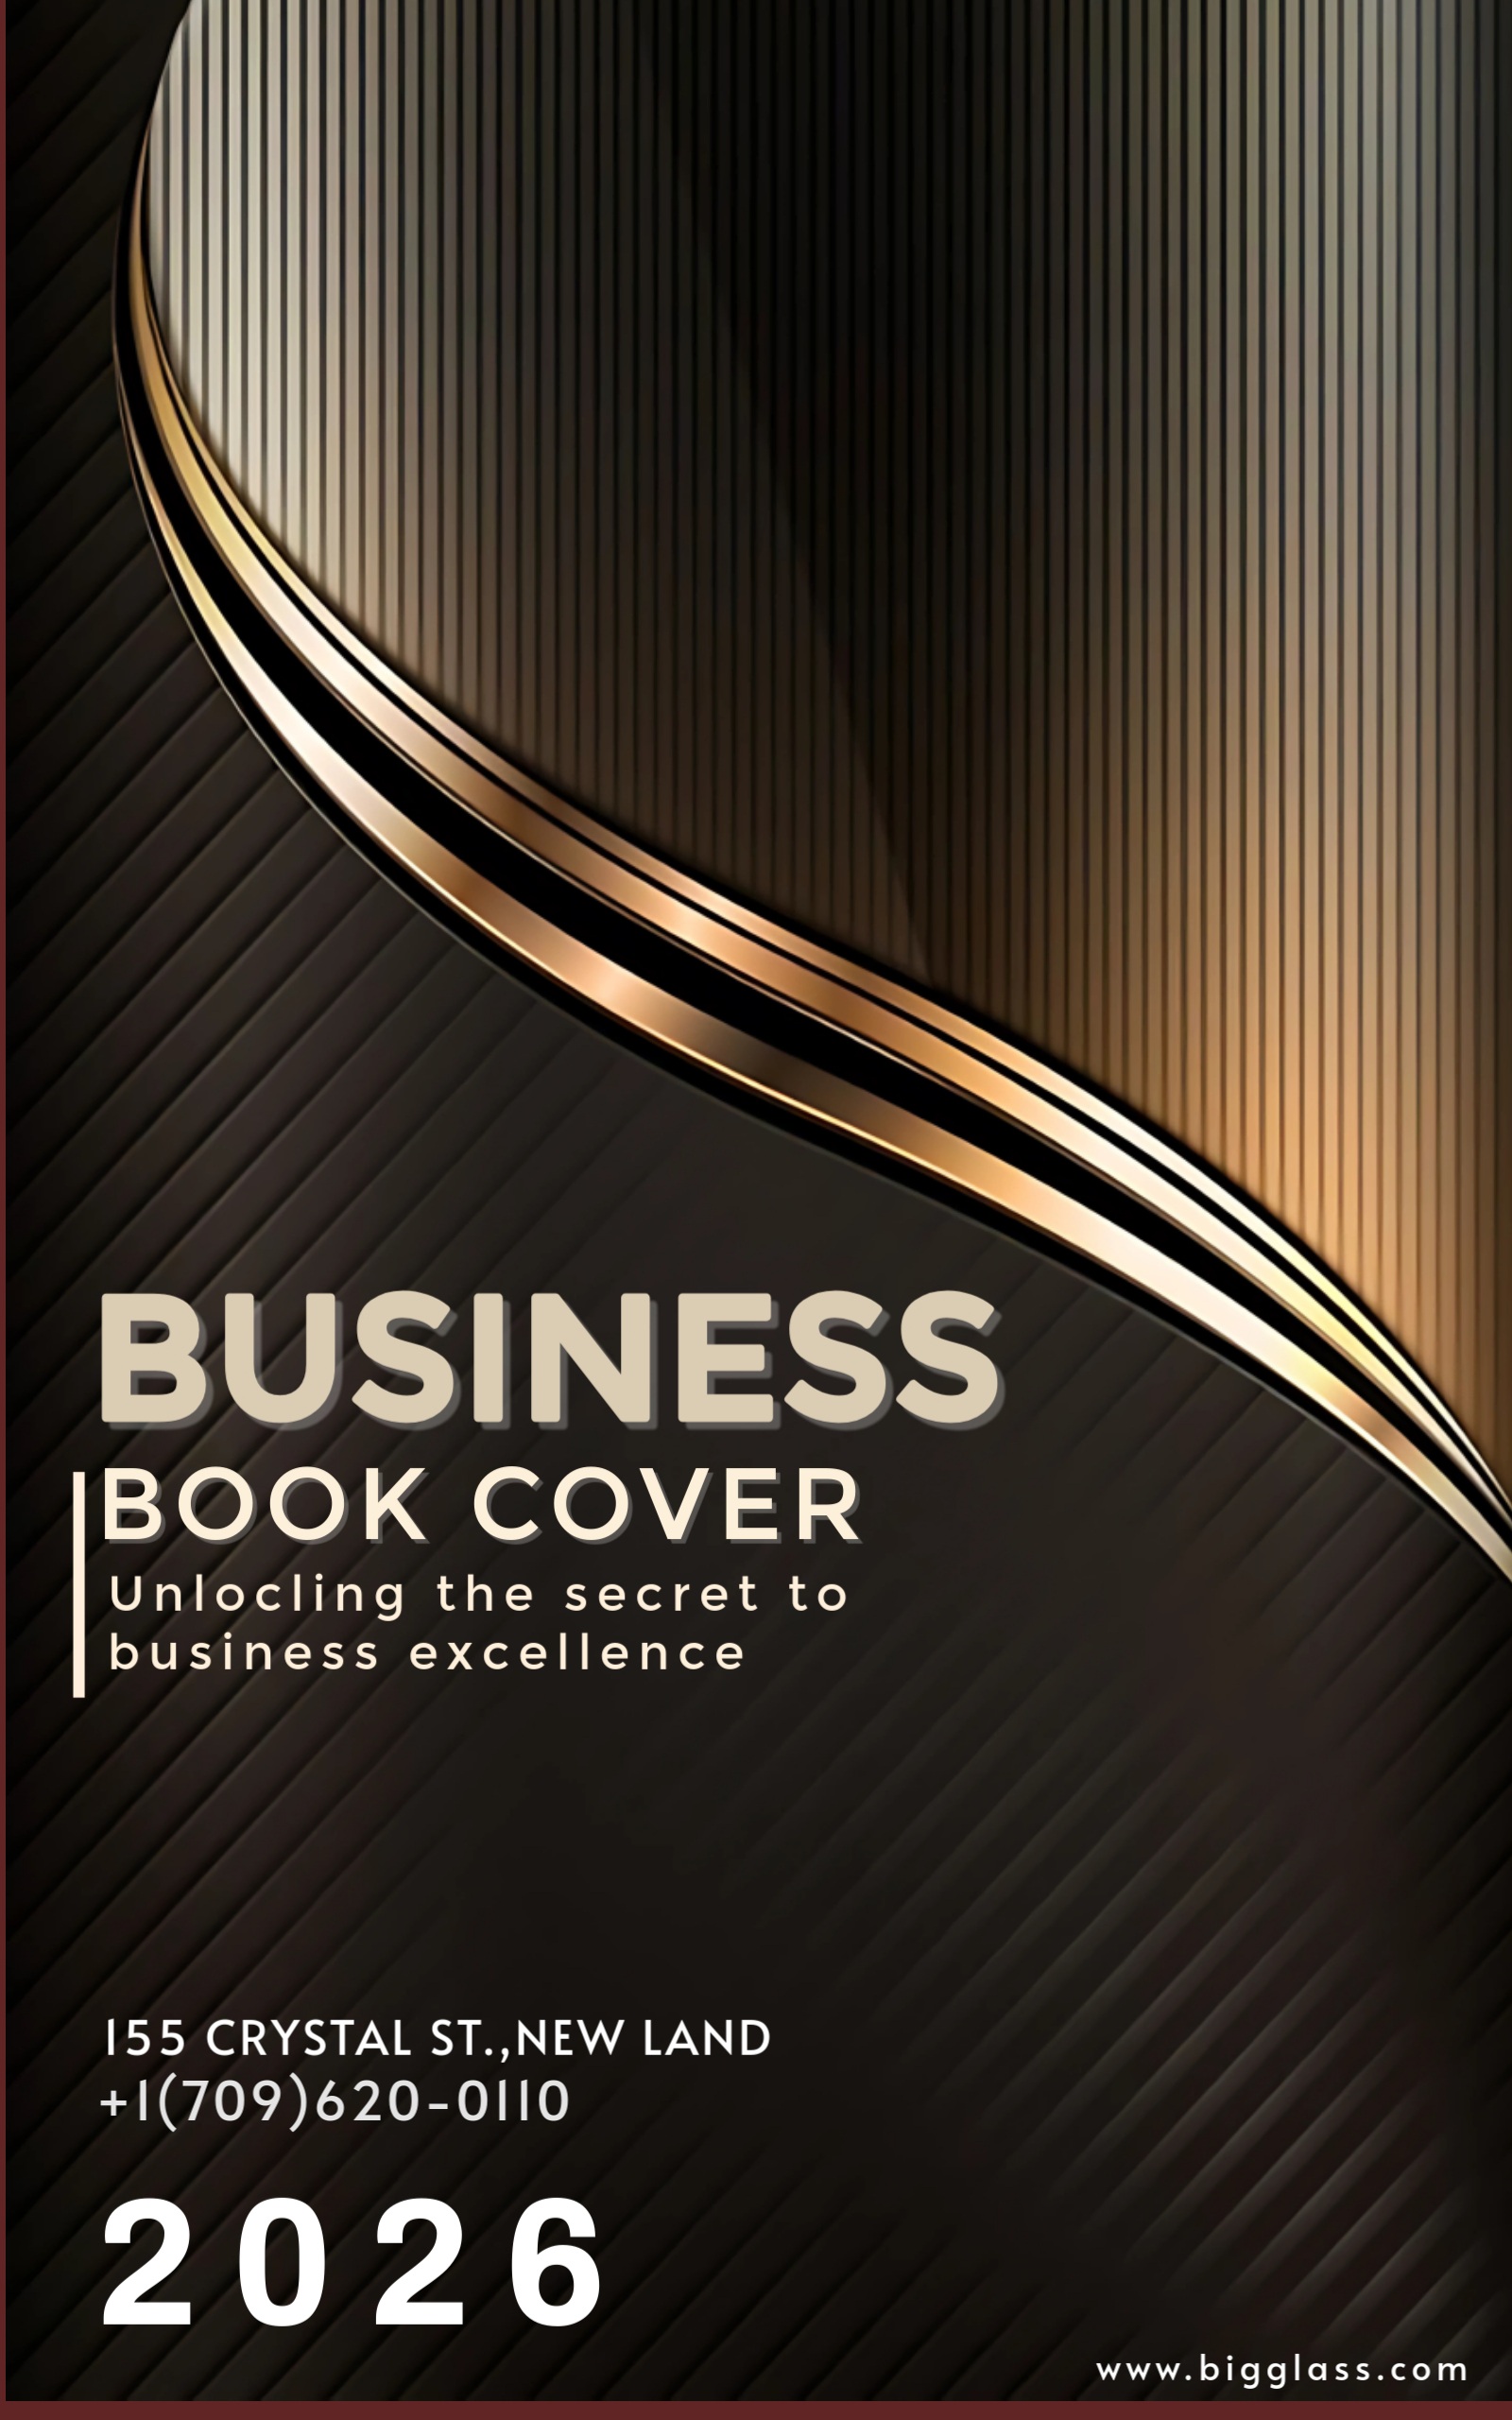 BUSINESS
BOOK COVER
Unlocling the secret to
business excellence
155 CRYSTAL ST.,NEW LAND
+1(709)620-0110
2026
www.bigglass.com